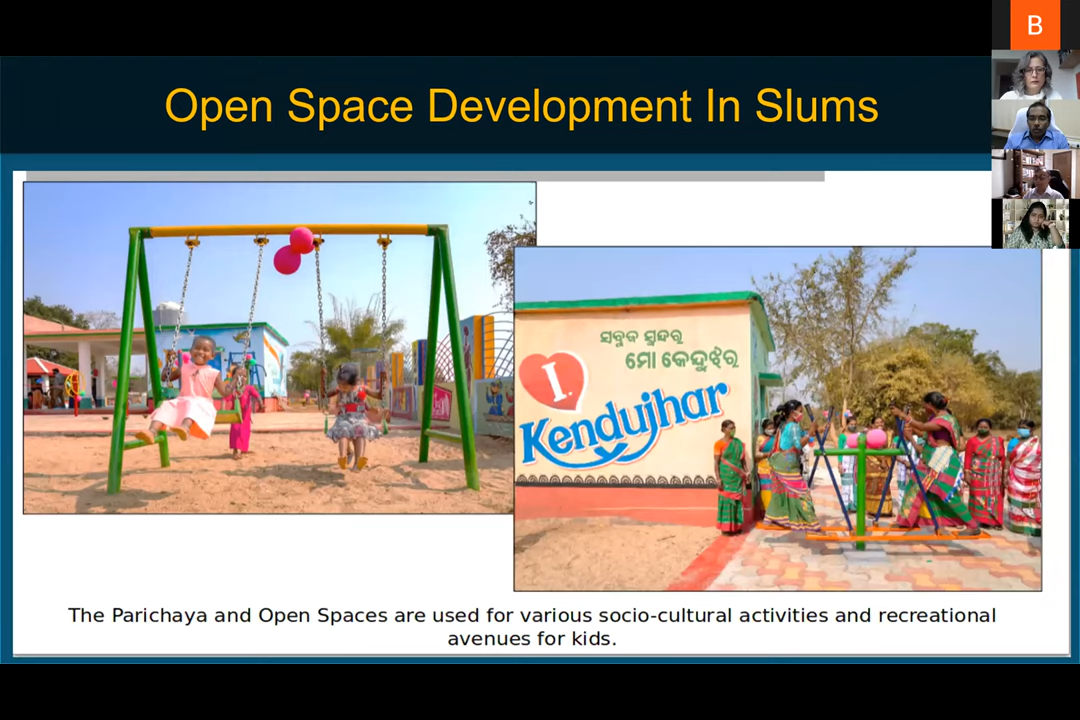 B
Open Space Development In Slums
ସବୁଜ ସୁନ୍ଦର
ମୋ କେନ୍ଦୁଝର
I
Kendujhar
The Parichaya and Open Spaces are used for various socio-cultural activities and recreational
avenues for kids.